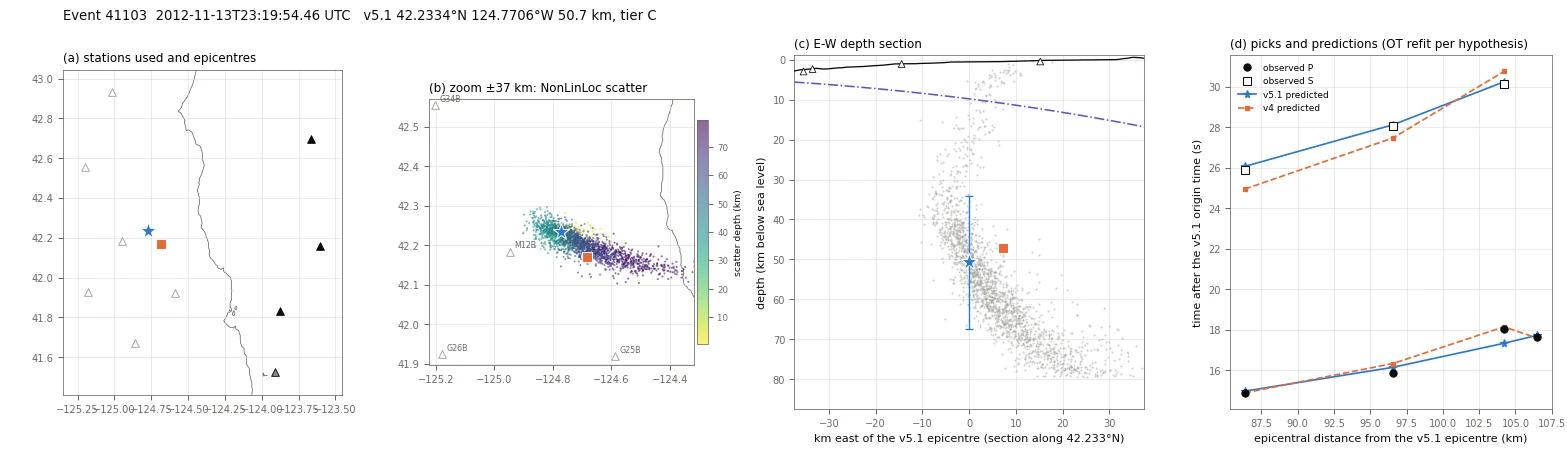 Event 41103  2012-11-13T23:19:54.46 UTC   v5.1 42.2334°N 124.7706°W 50.7 km, tier C
(a) stations used and epicentres
43.0
42.8
42.6
42.4
42.2
42.0
41.8
41.6
−125.25−125.00−124.75−124.50−124.25−124.00−123.75−123.50
(b) zoom ±37 km: NonLinLoc scatter
G34B
M12B
G26B
G25B
42.5
42.4
42.3
42.2
42.1
42.0
41.9
−125.2 −125.0 −124.8 −124.6 −124.4
70
60
50
40
30
20
10
scatter depth (km)
(c) E-W depth section
0
10
20
30
40
50
60
70
80
depth (km below sea level)
−30 −20 −10 0 10 20 30
km east of the v5.1 epicentre (section along 42.233°N)
(d) picks and predictions (OT refit per hypothesis)
observed P
observed S
v5.1 predicted
v4 predicted
30
28
26
24
22
20
18
16
time after the v5.1 origin time (s)
87.5 90.0 92.5 95.0 97.5 100.0 102.5 105.0 107.5
epicentral distance from the v5.1 epicentre (km)